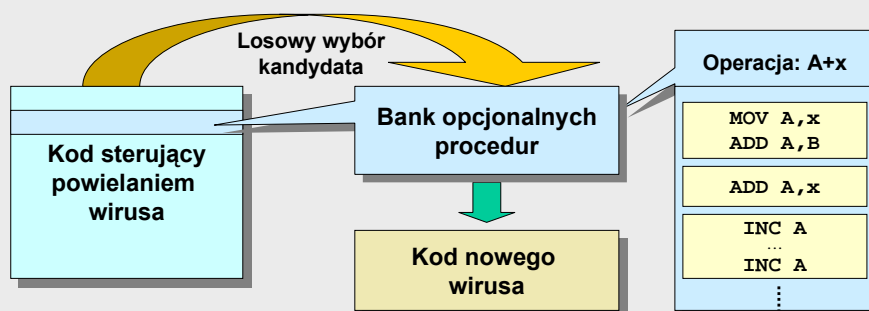 Losowy wybór
kandydata
Kod sterujący
powielaniem
wirusa
Bank opcjonalnych
procedur
Kod nowego
wirusa
Operacja: A+x
MOV A,x
ADD A,B
ADD A,x
INC A
...
INC A